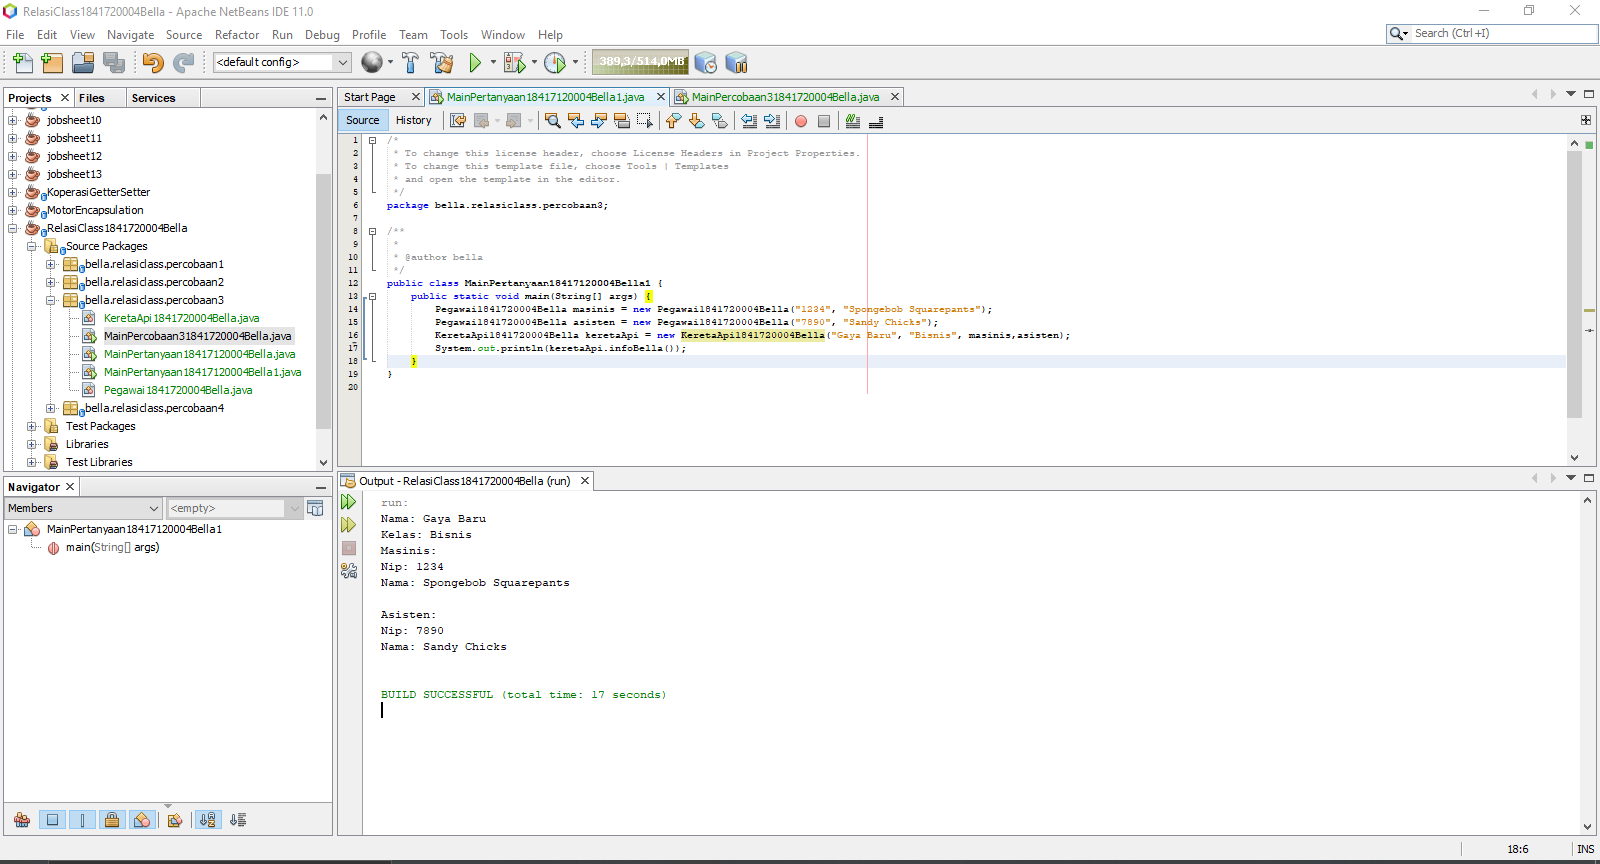 RelasiClass1841720004Bella - Apache NetBeans IDE 11.0
File Edit View Navigate Source Refactor Run Debug Profile Team Tools Window Help
Search (Ctrl+I)
<default config>
389,3/514,0MB
Projects Files Services
jobsheet10
jobsheet11
jobsheet12
jobsheet13
KoperasiGetterSetter
MotorEncapsulation
RelasiClass1841720004Bella
Source Packages
bella.relasiclass.percobaan1
bella.relasiclass.percobaan2
bella.relasiclass.percobaan3
KeretaApi1841720004Bella.java
MainPercobaan31841720004Bella.java
MainPertanyaan18417120004Bella.java
MainPertanyaan18417120004Bella1.java
Pegawai1841720004Bella.java
bella.relasiclass.percobaan4
Test Packages
Libraries
Test Libraries
Navigator
Members
<empty>
MainPertanyaan18417120004Bella1
main(String[] args)
Start Page MainPertanyaan18417120004Bella1.java MainPercobaan31841720004Bella.java
Source History
1 /*
2 * To change this license header, choose License Headers in Project Properties.
3 * To change this template file, choose Tools | Templates
4 * and open the template in the editor.
5 */
6 package bella.relasiclass.percobaan3;
7
8 /**
9 *
10 * @author bella
11 */
12 public class MainPertanyaan18417120004Bella1 {
13 public static void main(String[] args) {
14 Pegawai1841720004Bella masinis = new Pegawai1841720004Bella("1234", "Spongebob Squarepants");
15 Pegawai1841720004Bella asisten = new Pegawai1841720004Bella("7890", "Sandy Chicks");
16 KeretaApi1841720004Bella keretaApi = new KeretaApi1841720004Bella("Gaya Baru", "Bisnis", masinis,asisten);
17 System.out.println(keretaApi.infoBella());
18 }
19 }
20
Output - RelasiClass1841720004Bella (run)
run:
Nama: Gaya Baru
Kelas: Bisnis
Masinis:
Nip: 1234
Nama: Spongebob Squarepants
Asisten:
Nip: 7890
Nama: Sandy Chicks
BUILD SUCCESSFUL (total time: 17 seconds)
18:6 INS